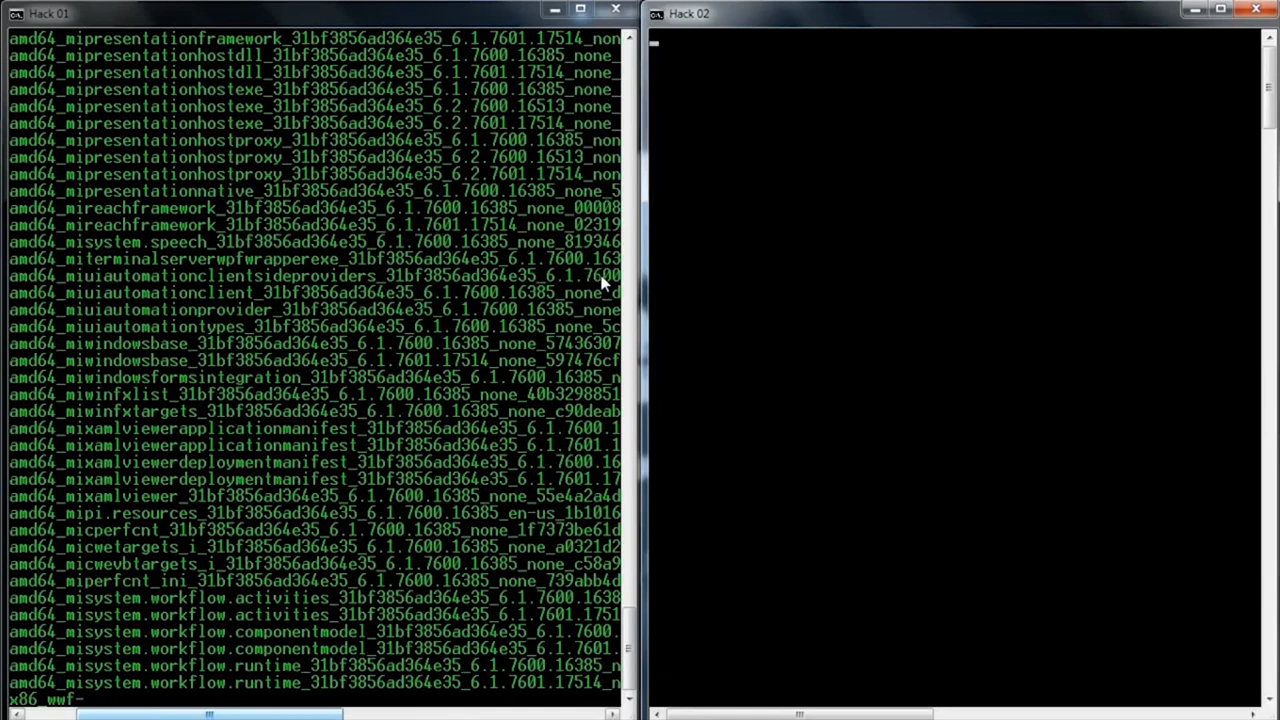 Hack 01
amd64_mipresentationframework_31bf3856ad364e35_6.1.7601.17514_non
amd64_mipresentationhostdll_31bf3856ad364e35_6.1.7600.16385_none_
amd64_mipresentationhostdll_31bf3856ad364e35_6.1.7601.17514_none_
amd64_mipresentationhostexe_31bf3856ad364e35_6.1.7600.16385_none_
amd64_mipresentationhostexe_31bf3856ad364e35_6.2.7600.16513_none_
amd64_mipresentationhostexe_31bf3856ad364e35_6.2.7601.17514_none_
amd64_mipresentationhostproxy_31bf3856ad364e35_6.1.7600.16385_non
amd64_mipresentationhostproxy_31bf3856ad364e35_6.2.7600.16513_non
amd64_mipresentationhostproxy_31bf3856ad364e35_6.2.7601.17514_non
amd64_mipresentationnative_31bf3856ad364e35_6.1.7600.16385_none_5
amd64_mireachframework_31bf3856ad364e35_6.1.7600.16385_none_00008
amd64_mireachframework_31bf3856ad364e35_6.1.7601.17514_none_02319
amd64_misystem.speech_31bf3856ad364e35_6.1.7600.16385_none_819346
amd64_miterminalserverwpfwrapperexe_31bf3856ad364e35_6.1.7600.163
amd64_miuiautomationclientsideproviders_31bf3856ad364e35_6.1.7600
amd64_miuiautomationclient_31bf3856ad364e35_6.1.7600.16385_none_d
amd64_miuiautomationprovider_31bf3856ad364e35_6.1.7600.16385_none
amd64_miuiautomationtypes_31bf3856ad364e35_6.1.7600.16385_none_5c
amd64_miwindowsbase_31bf3856ad364e35_6.1.7600.16385_none_57436307
amd64_miwindowsbase_31bf3856ad364e35_6.1.7601.17514_none_597476cf
amd64_miwindowsformsintegration_31bf3856ad364e35_6.1.7600.16385_n
amd64_miwinfxlist_31bf3856ad364e35_6.1.7600.16385_none_40b3298851
amd64_miwinfxtargets_31bf3856ad364e35_6.1.7600.16385_none_c90deab
amd64_mixamlviewerapplicationmanifest_31bf3856ad364e35_6.1.7600.1
amd64_mixamlviewerapplicationmanifest_31bf3856ad364e35_6.1.7601.1
amd64_mixamlviewerdeploymentmanifest_31bf3856ad364e35_6.1.7600.16
amd64_mixamlviewerdeploymentmanifest_31bf3856ad364e35_6.1.7601.17
amd64_mixamlviewer_31bf3856ad364e35_6.1.7600.16385_none_55e4a2a4d
amd64_mipi.resources_31bf3856ad364e35_6.1.7600.16385_en-us_1b1016
amd64_micperfcnt_31bf3856ad364e35_6.1.7600.16385_none_1f7373be61d
amd64_micwetargets_i_31bf3856ad364e35_6.1.7600.16385_none_a0321d2
amd64_micwevbtargets_i_31bf3856ad364e35_6.1.7600.16385_none_c58a9
amd64_miperfcnt_ini_31bf3856ad364e35_6.1.7600.16385_none_739abb4d
amd64_misystem.workflow.activities_31bf3856ad364e35_6.1.7600.1638
amd64_misystem.workflow.activities_31bf3856ad364e35_6.1.7601.1751
amd64_misystem.workflow.componentmodel_31bf3856ad364e35_6.1.7600.
amd64_misystem.workflow.componentmodel_31bf3856ad364e35_6.1.7601.
amd64_misystem.workflow.runtime_31bf3856ad364e35_6.1.7600.16385_n
amd64_misystem.workflow.runtime_31bf3856ad364e35_6.1.7601.17514_n
x86_wwf-
Hack 02